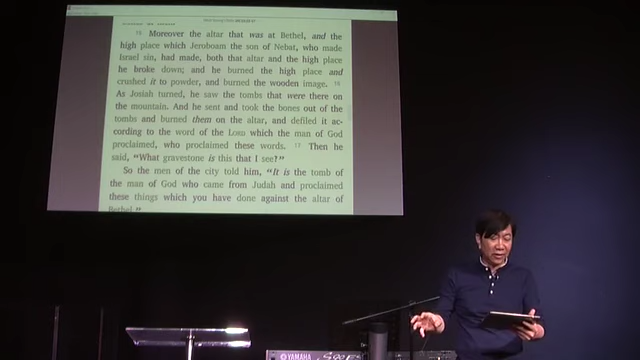 15 Moreover the altar that was at Bethel, and the
high place which Jeroboam the son of Nebat, who made
Israel sin, had made, both that altar and the high place
he broke down; and he burned the high place and
crushed it to powder, and burned the wooden image. 16
As Josiah turned, he saw the tombs that were there on
the mountain. And he sent and took the bones out of the
tombs and burned them on the altar, and defiled it ac-
cording to the word of the LORD which the man of God
proclaimed, who proclaimed these words. 17 Then he
said, “What gravestone is this that I see?”
So the men of the city told him, “It is the tomb of
the man of God who came from Judah and proclaimed
these things which you have done against the altar of
Bethel.”
YAMAHA S90ES